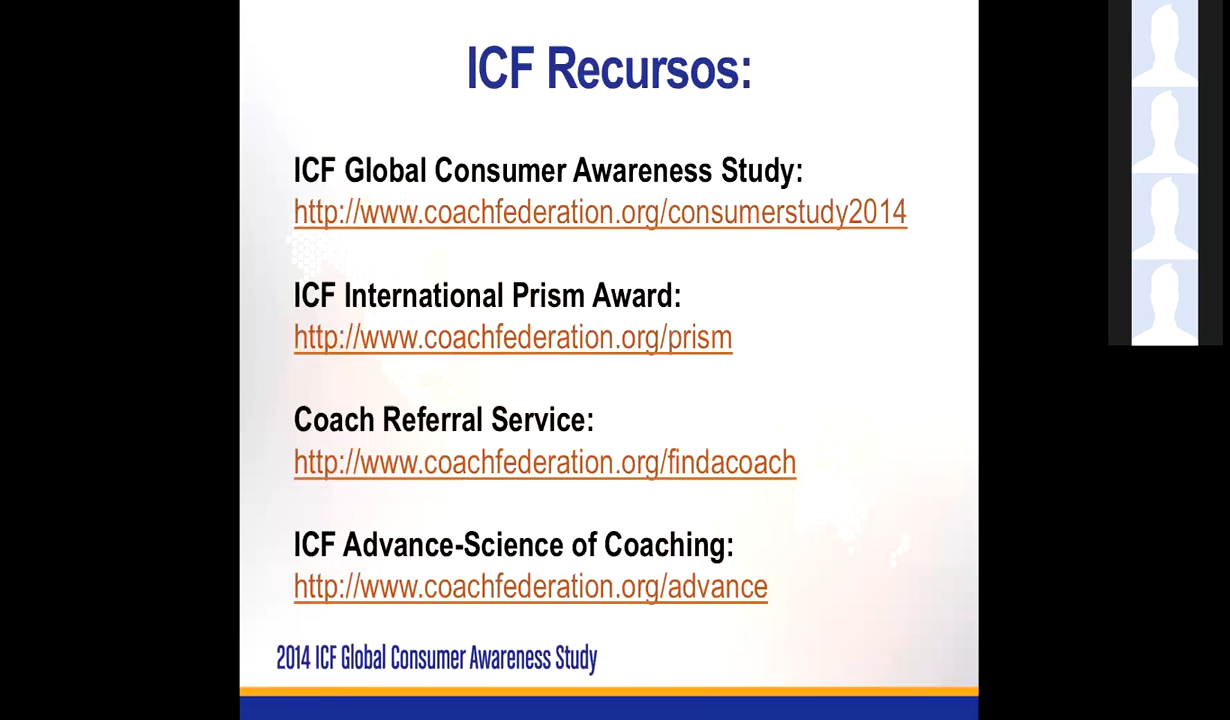 ICF Recursos:
ICF Global Consumer Awareness Study:
http://www.coachfederation.org/consumerstudy2014
ICF International Prism Award:
http://www.coachfederation.org/prism
Coach Referral Service:
http://www.coachfederation.org/findacoach
ICF Advance-Science of Coaching:
http://www.coachfederation.org/advance
2014 ICF Global Consumer Awareness Study